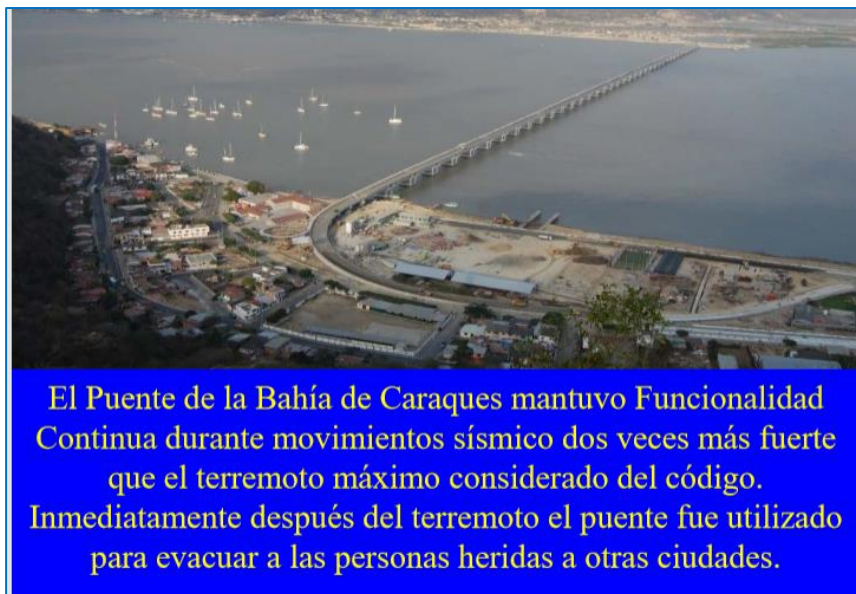 El Puente de la Bahía de Caraques mantuvo Funcionalidad
Continua durante movimientos sísmico dos veces más fuerte
que el terremoto máximo considerado del código.
Inmediatamente después del terremoto el puente fue utilizado
para evacuar a las personas heridas a otras ciudades.